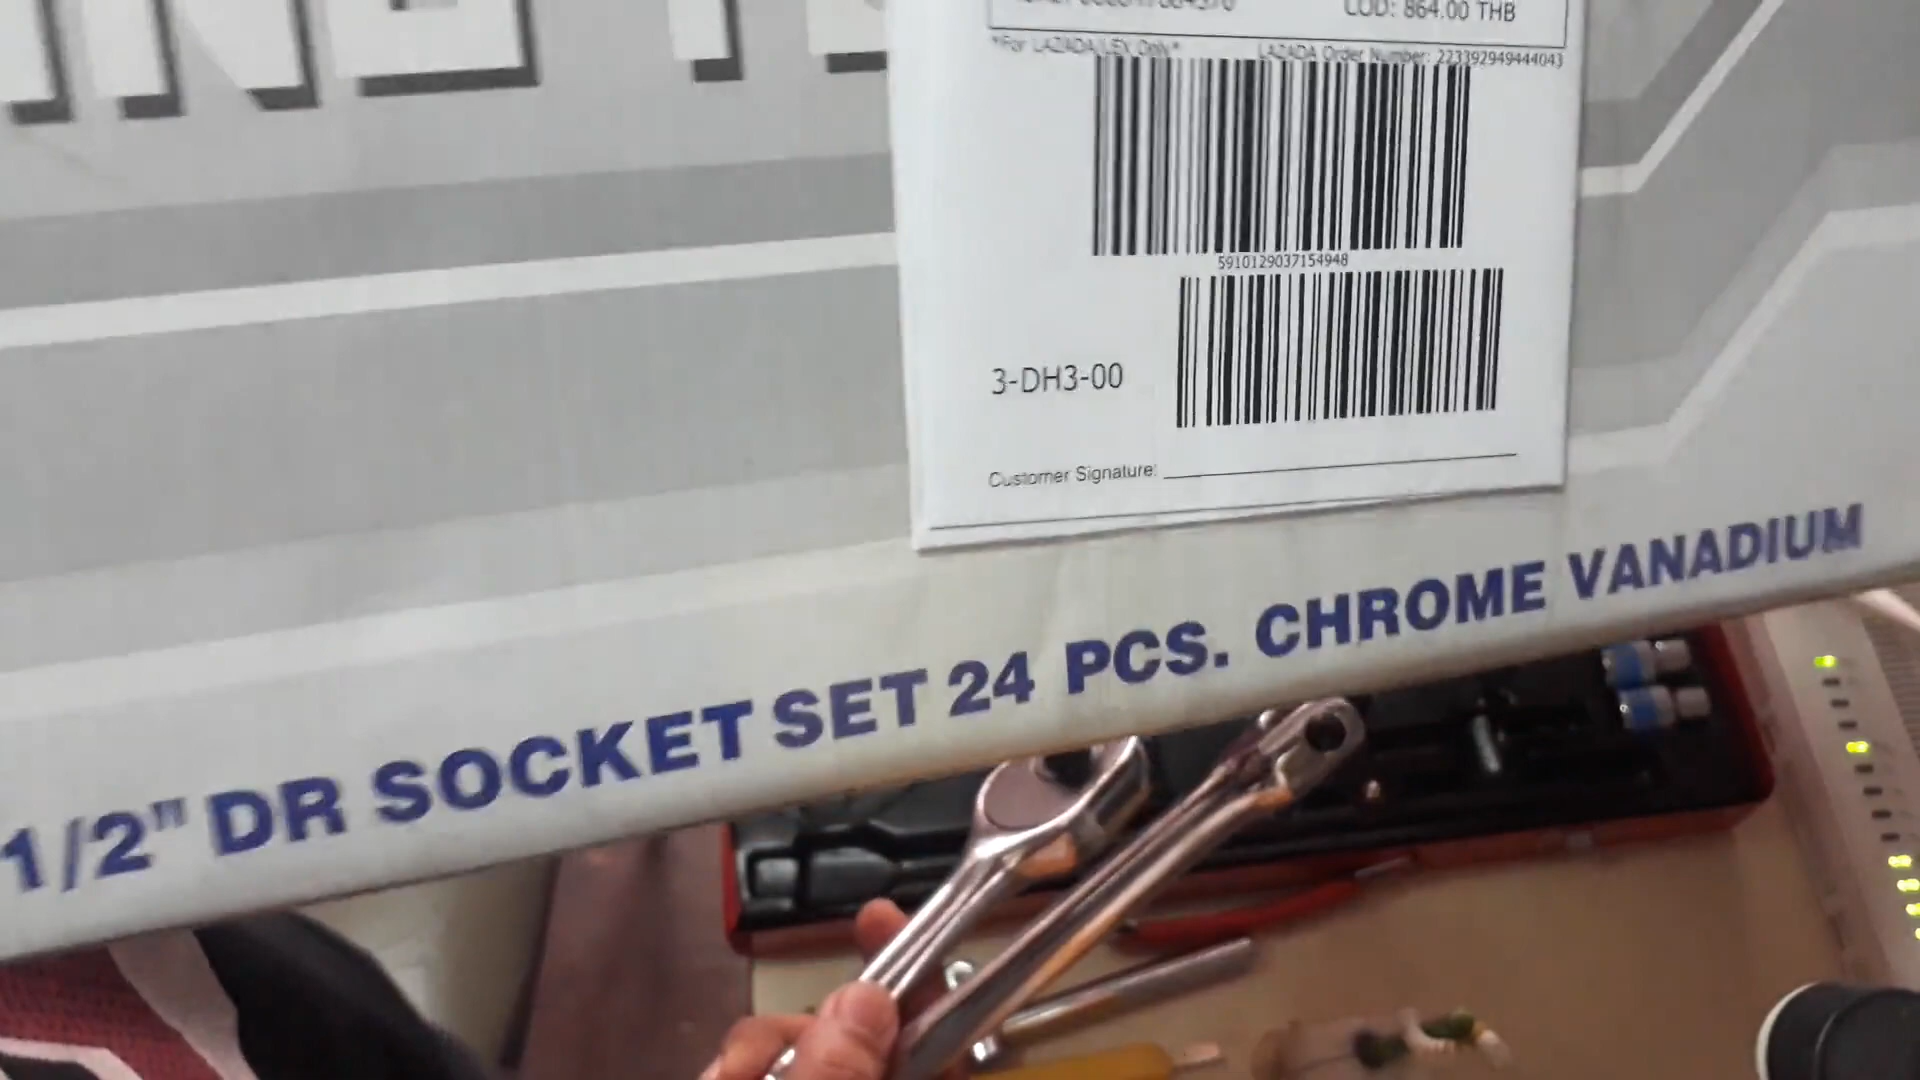 COD: 864.00 THB
*For LAZADA/LEX Only*
LAZADA Order Number: 223392949444043
5910129037154948
3-DH3-00
Customer Signature:
1/2" DR SOCKET SET 24 PCS. CHROME VANADIUM